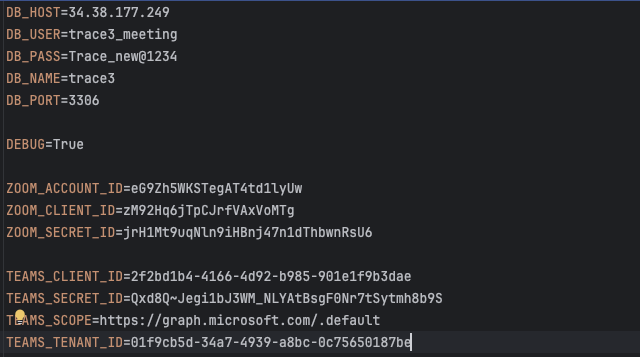 DB_HOST=34.38.177.249
DB_USER=trace3_meeting
DB_PASS=Trace_new@1234
DB_NAME=trace3
DB_PORT=3306
DEBUG=True
ZOOM_ACCOUNT_ID=eG9Zh5WKSTegAT4td1lyUw
ZOOM_CLIENT_ID=zM92Hq6jTpCJrfVAxVoMTg
ZOOM_SECRET_ID=jrH1Mt9uqNln9iHBnj47n1dThbwnRsU6
TEAMS_CLIENT_ID=2f2bd1b4-4166-4d92-b985-901e1f9b3dae
TEAMS_SECRET_ID=Qxd8Q~Jegi1bJ3WM_NLYAtBsgF0Nr7tSytmh8b9S
TEAMS_SCOPE=https://graph.microsoft.com/.default
TEAMS_TENANT_ID=01f9cb5d-34a7-4939-a8bc-0c75650187be